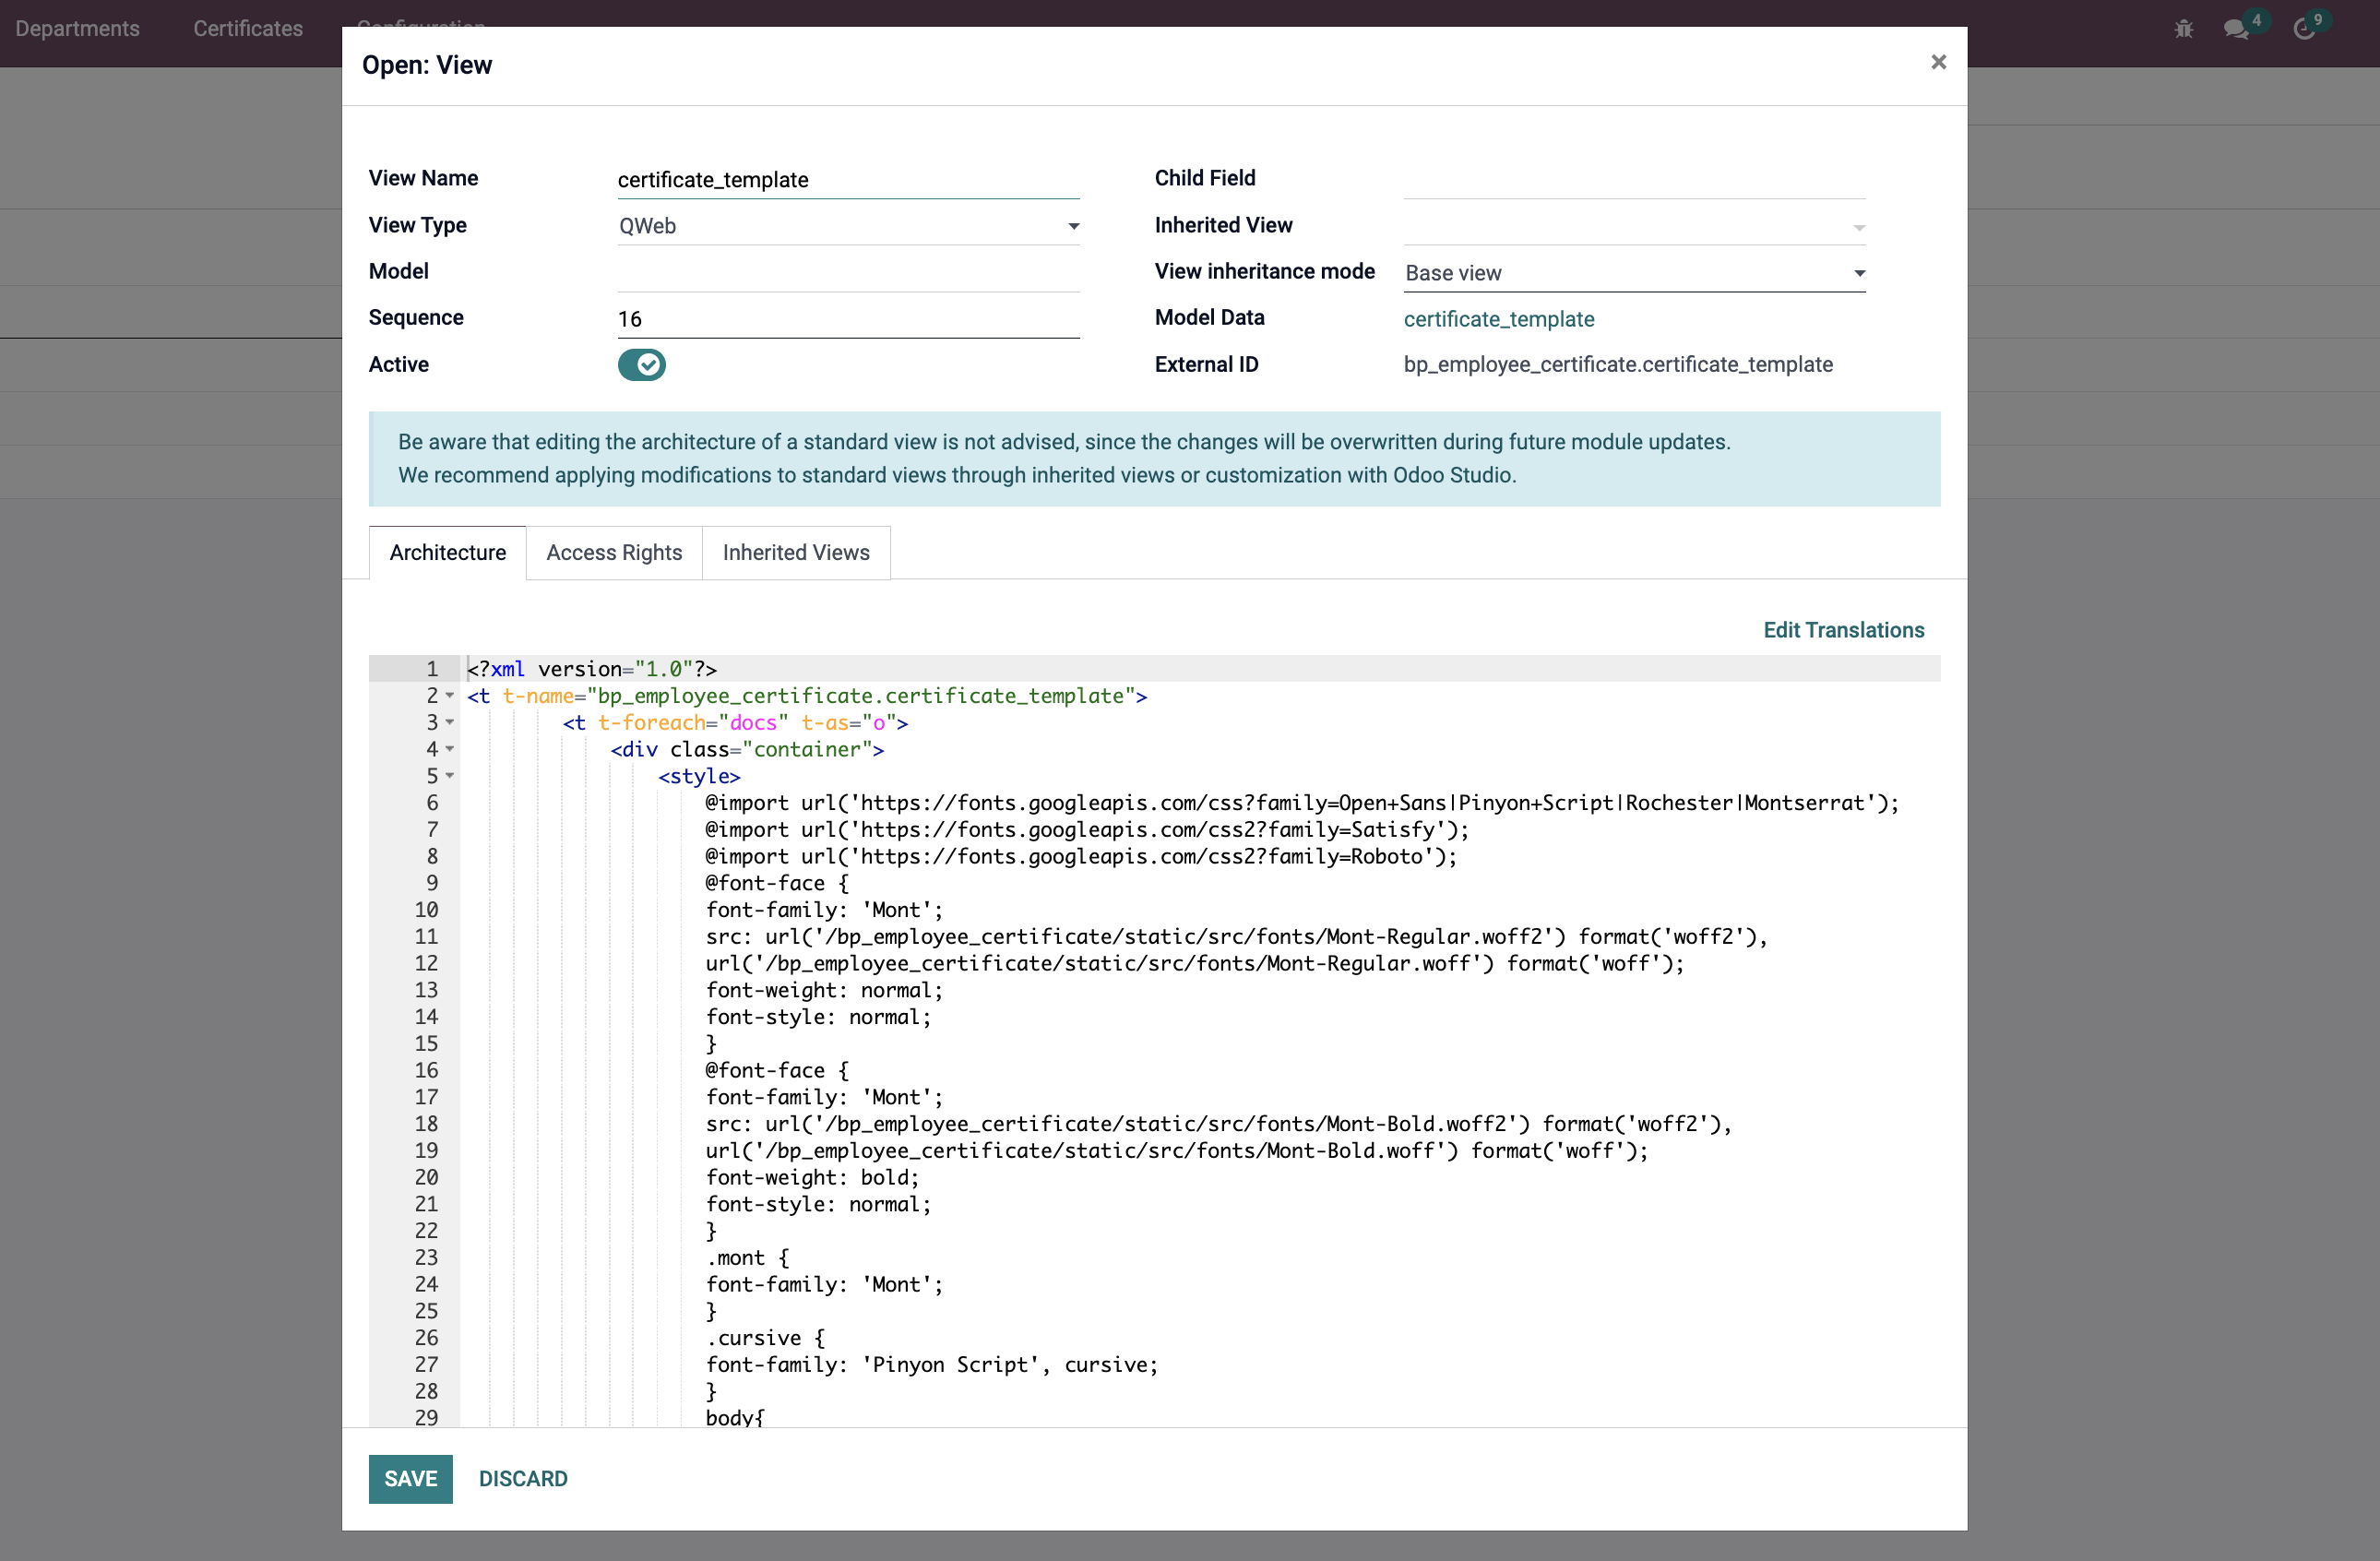 Departments Certificates Configuration 4 9
Open: View ×
View Name certificate_template Child Field
View Type QWeb Inherited View
Model View inheritance mode Base view
Sequence 16 Model Data certificate_template
Active External ID bp_employee_certificate.certificate_template
Be aware that editing the architecture of a standard view is not advised, since the changes will be overwritten during future module updates.
We recommend applying modifications to standard views through inherited views or customization with Odoo Studio.
Architecture Access Rights Inherited Views
Edit Translations
1 <?xml version="1.0"?>
2 <t t-name="bp_employee_certificate.certificate_template">
3 <t t-foreach="docs" t-as="o">
4 <div class="container">
5 <style>
6 @import url('https://fonts.googleapis.com/css?family=Open+Sans|Pinyon+Script|Rochester|Montserrat');
7 @import url('https://fonts.googleapis.com/css2?family=Satisfy');
8 @import url('https://fonts.googleapis.com/css2?family=Roboto');
9 @font-face {
10 font-family: 'Mont';
11 src: url('/bp_employee_certificate/static/src/fonts/Mont-Regular.woff2') format('woff2'),
12 url('/bp_employee_certificate/static/src/fonts/Mont-Regular.woff') format('woff');
13 font-weight: normal;
14 font-style: normal;
15 }
16 @font-face {
17 font-family: 'Mont';
18 src: url('/bp_employee_certificate/static/src/fonts/Mont-Bold.woff2') format('woff2'),
19 url('/bp_employee_certificate/static/src/fonts/Mont-Bold.woff') format('woff');
20 font-weight: bold;
21 font-style: normal;
22 }
23 .mont {
24 font-family: 'Mont';
25 }
26 .cursive {
27 font-family: 'Pinyon Script', cursive;
28 }
29 body{
SAVE DISCARD